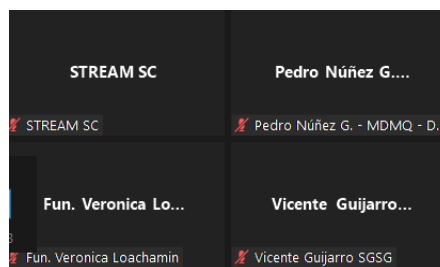 STREAM SC
Pedro Núñez G....
STREAM SC
Pedro Núñez G. - MDMQ - D.
Fun. Veronica Lo...
Vicente Guijarro...
Fun. Veronica Loachamin
Vicente Guijarro SGSG